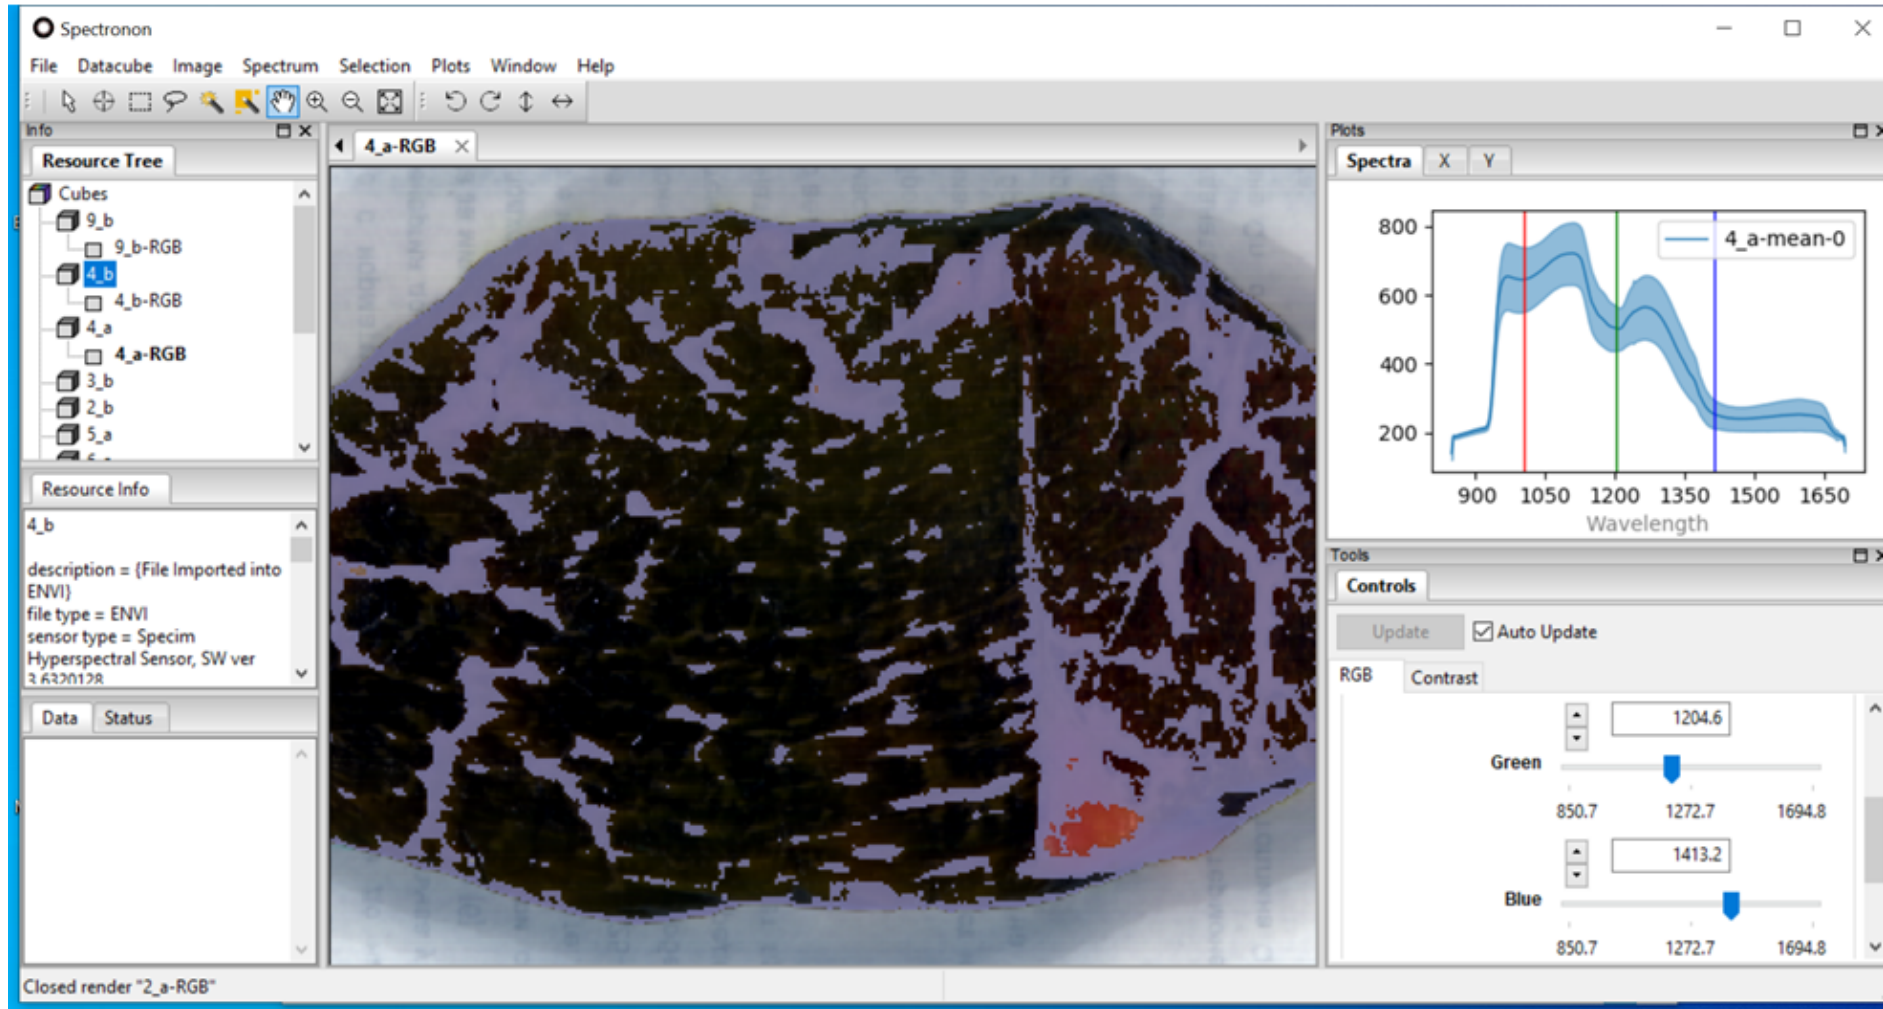 Spectronon
File Datacube Image Spectrum Selection Plots Window Help
Info
Resource Tree
Cubes
9_b
9_b-RGB
4_b
4_b-RGB
4_a
4_a-RGB
3_b
2_b
5_a
Resource Info
4_b
description = {File Imported into
ENVI}
file type = ENVI
sensor type = Specim
Hyperspectral Sensor, SW ver
3.6320128
Data Status
Closed render "2_a-RGB"
4_a-RGB
Plots
Spectra X Y
4_a-mean-0
800
600
400
200
900 1050 1200 1350 1500 1650
Wavelength
Tools
Controls
Update Auto Update
RGB Contrast
1204.6
Green
850.7 1272.7 1694.8
1413.2
Blue
850.7 1272.7 1694.8